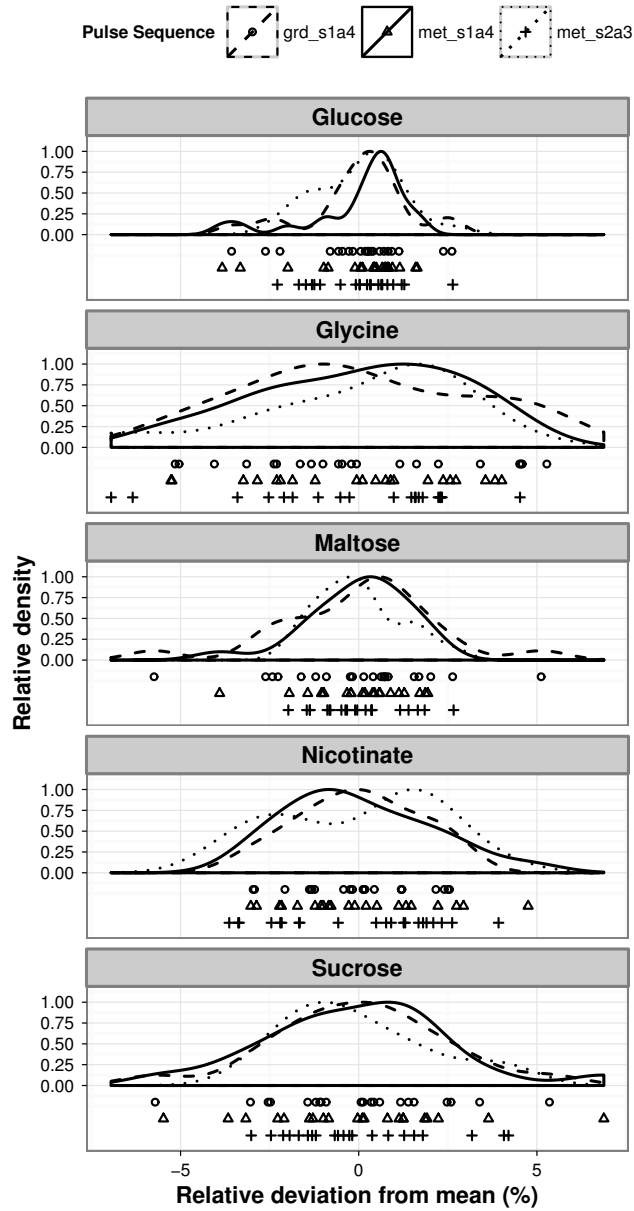 Pulse Sequence grd_s1a4 met_s1a4 met_s2a3
Glucose
1.00
0.75
0.50
0.25
0.00
Glycine
1.00
0.75
0.50
0.25
0.00
Maltose
1.00
0.75
0.50
0.25
0.00
Nicotinate
1.00
0.75
0.50
0.25
0.00
Sucrose
1.00
0.75
0.50
0.25
0.00
Relative density
−5 0 5
Relative deviation from mean (%)